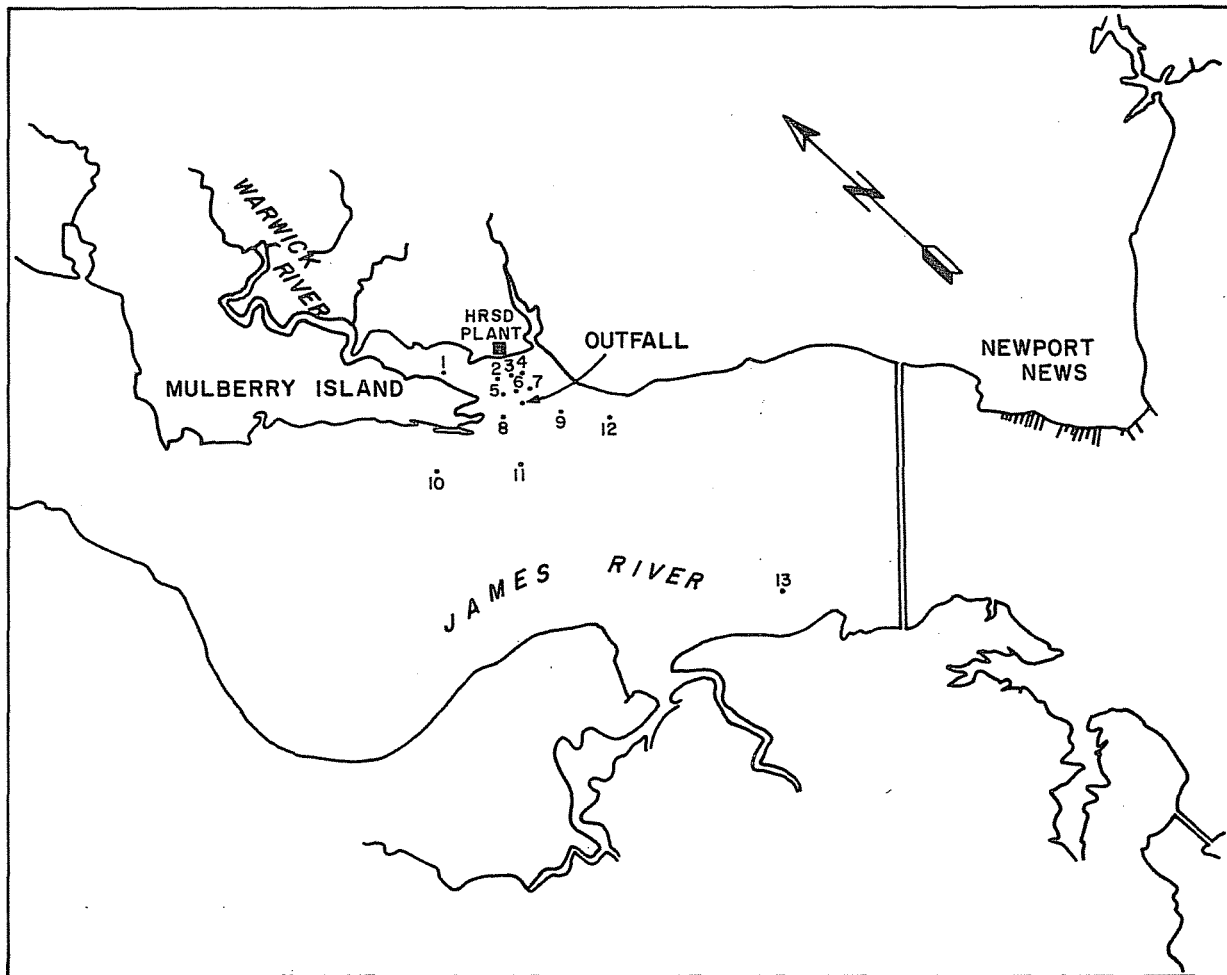 WARWICK
RIVER
HRSD
PLANT
OUTFALL
NEWPORT
NEWS
MULBERRY ISLAND
N
1
2
3
4
5
6
7
8
9
12
10
11
13
JAMES RIVER